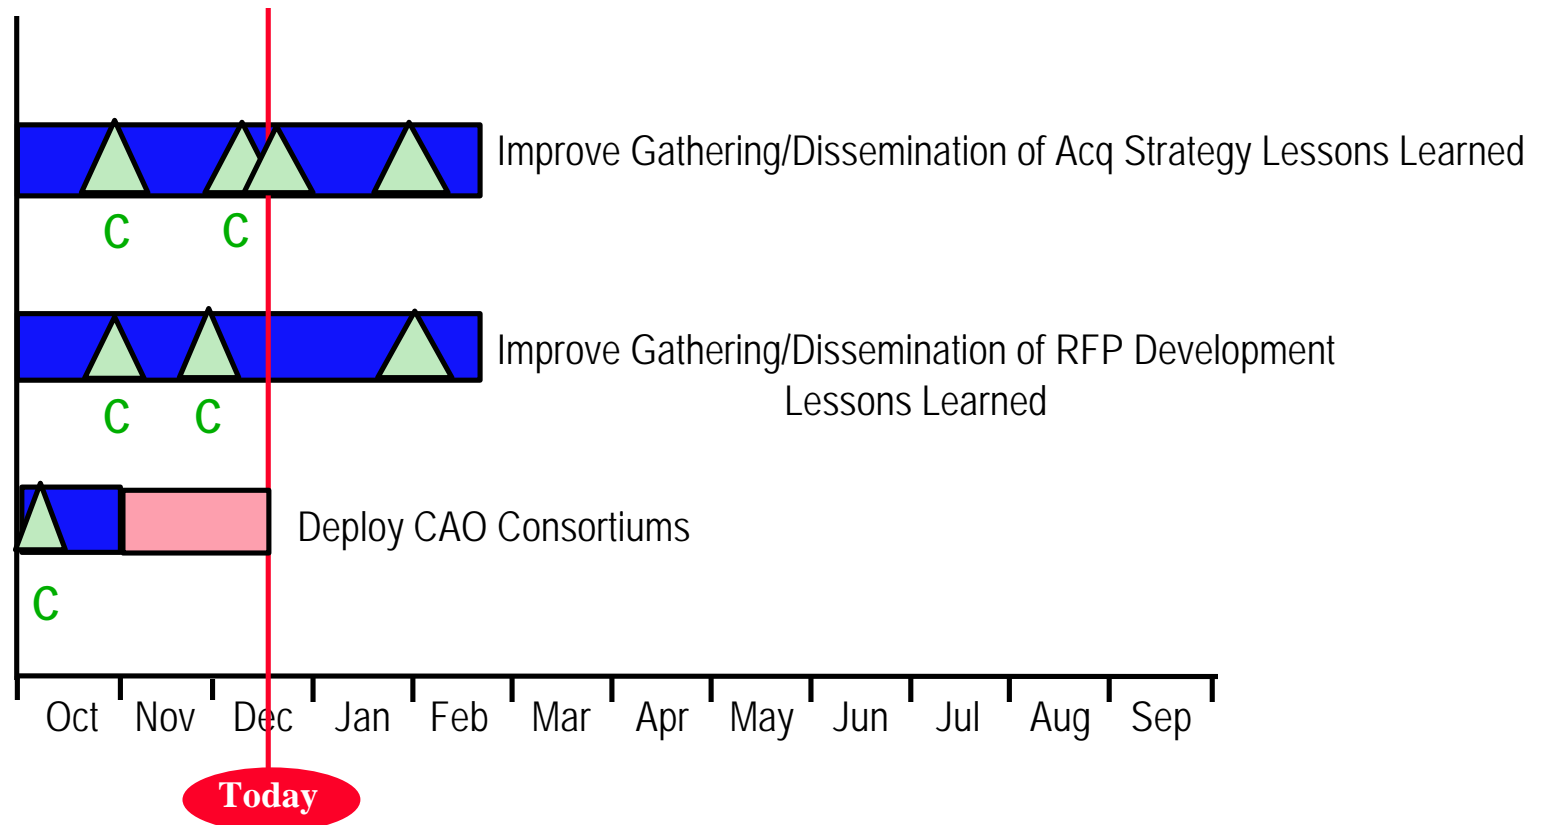 Improve Gathering/Dissemination of Acq Strategy Lessons Learned
C C
Improve Gathering/Dissemination of RFP Development
Lessons Learned
C C
Deploy CAO Consortiums
C
Oct Nov Dec Jan Feb Mar Apr May Jun Jul Aug Sep
Today